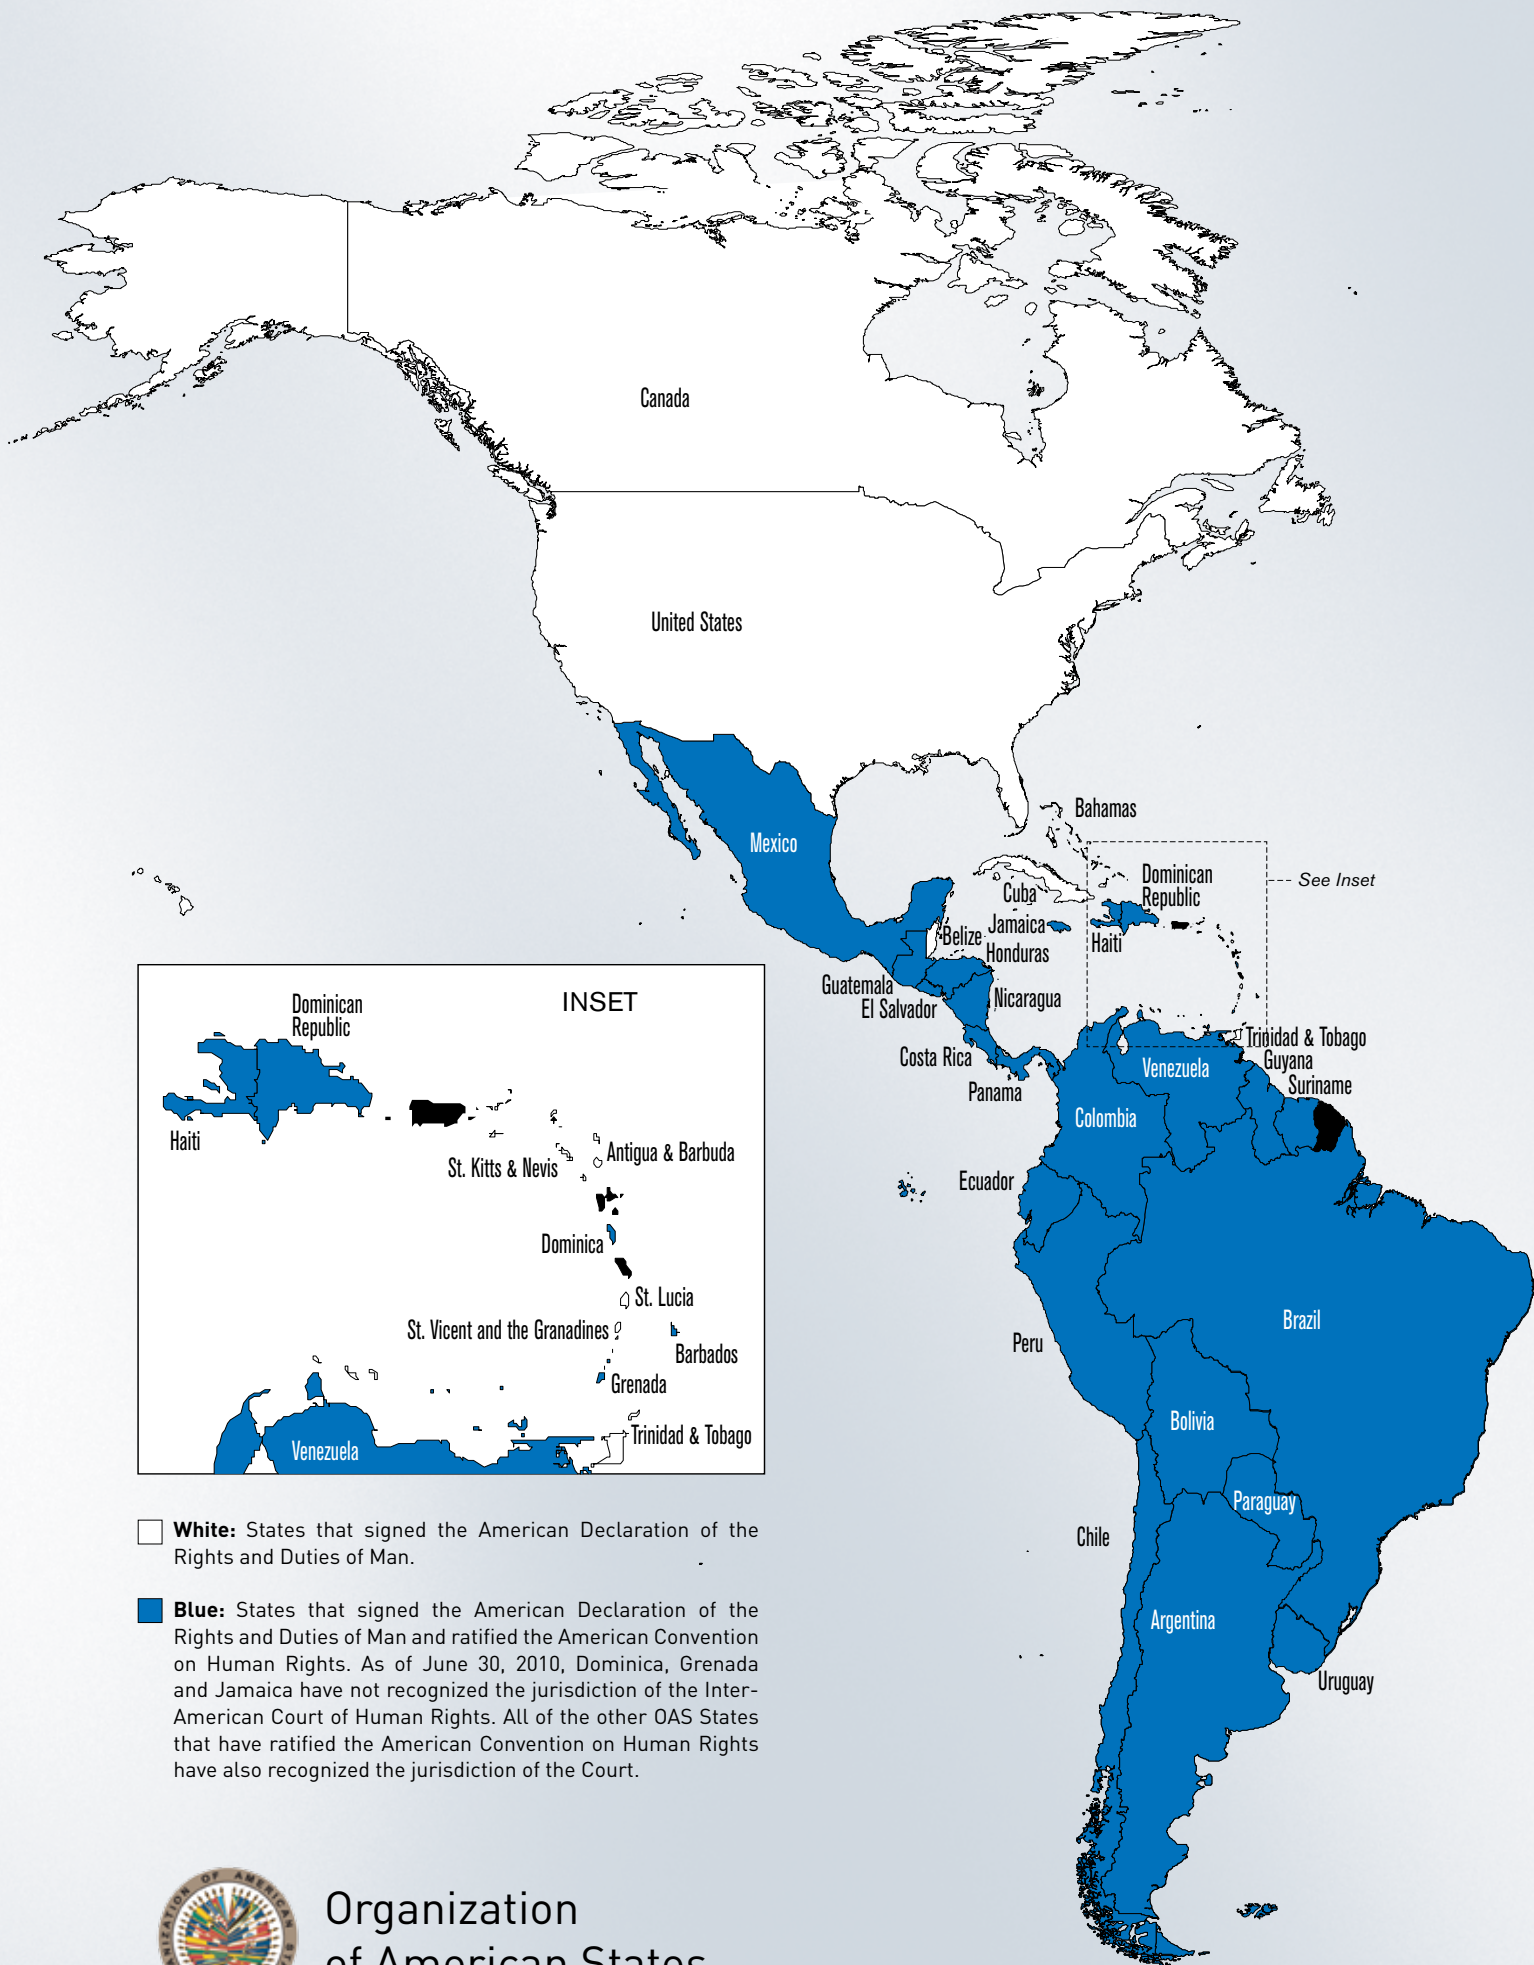 Canada
United States
Mexico
Bahamas
Cuba
Dominican
Republic
See Inset
Jamaica
Haiti
Belize
Honduras
Guatemala
El Salvador
Nicaragua
Costa Rica
Panama
Trinidad & Tobago
Guyana
Suriname
Venezuela
Colombia
Ecuador
Peru
Brazil
Bolivia
Paraguay
Chile
Argentina
Uruguay
INSET
Dominican
Republic
Haiti
St. Kitts & Nevis
Antigua & Barbuda
Dominica
St. Lucia
St. Vicent and the Granadines
Barbados
Grenada
Trinidad & Tobago
Venezuela
White: States that signed the American Declaration of the
Rights and Duties of Man.
Blue: States that signed the American Declaration of the
Rights and Duties of Man and ratified the American Convention
on Human Rights. As of June 30, 2010, Dominica, Grenada
and Jamaica have not recognized the jurisdiction of the Inter-
American Court of Human Rights. All of the other OAS States
that have ratified the American Convention on Human Rights
have also recognized the jurisdiction of the Court.
OF AMERICAN
Organization
of American States